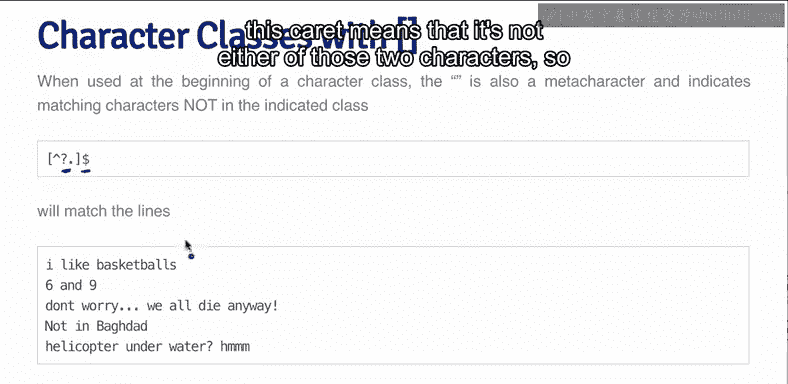 Character Classes with []
this caret means that it's not
either of those two characters, so
When used at the beginning of a character class, the “” is also a metacharacter and indicates
matching characters NOT in the indicated class
[^?.]$
will match the lines
i like basketballs
6 and 9
dont worry... we all die anyway!
Not in Baghdad
helicopter under water? hmmm